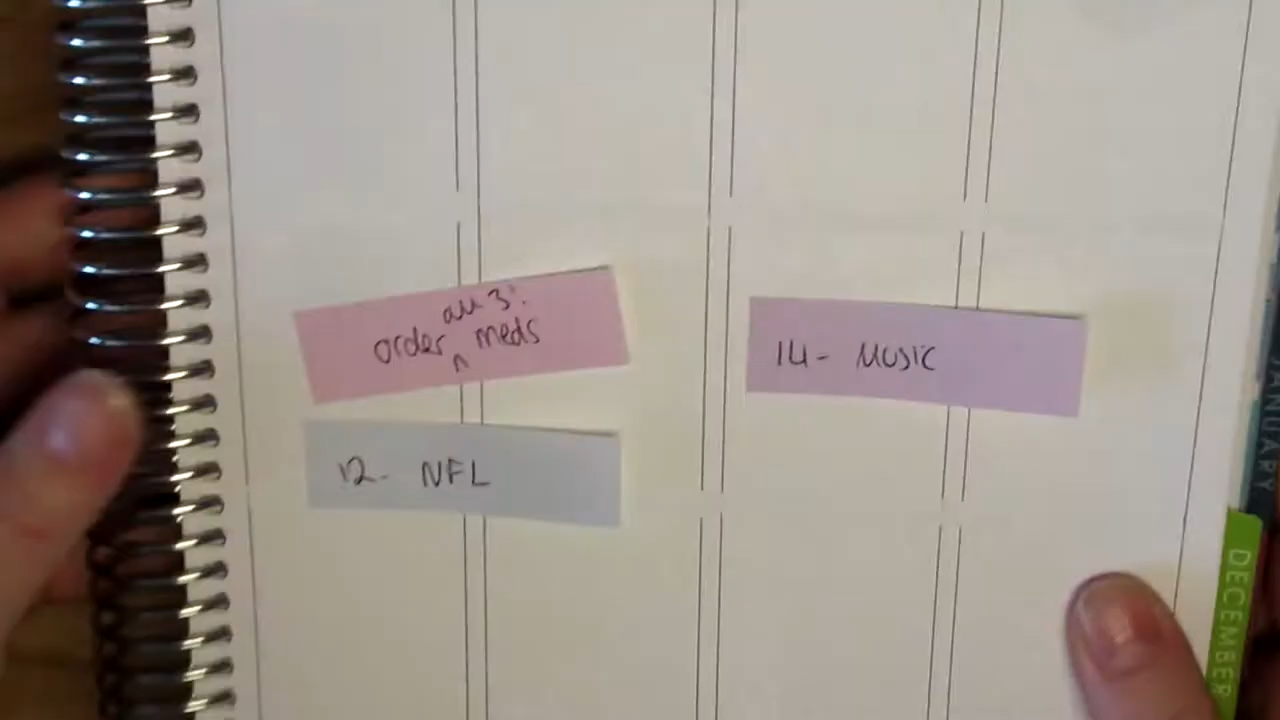 all 3!
order ^ meds
14- Music
12- NFL
JANUARY
DECEMBER